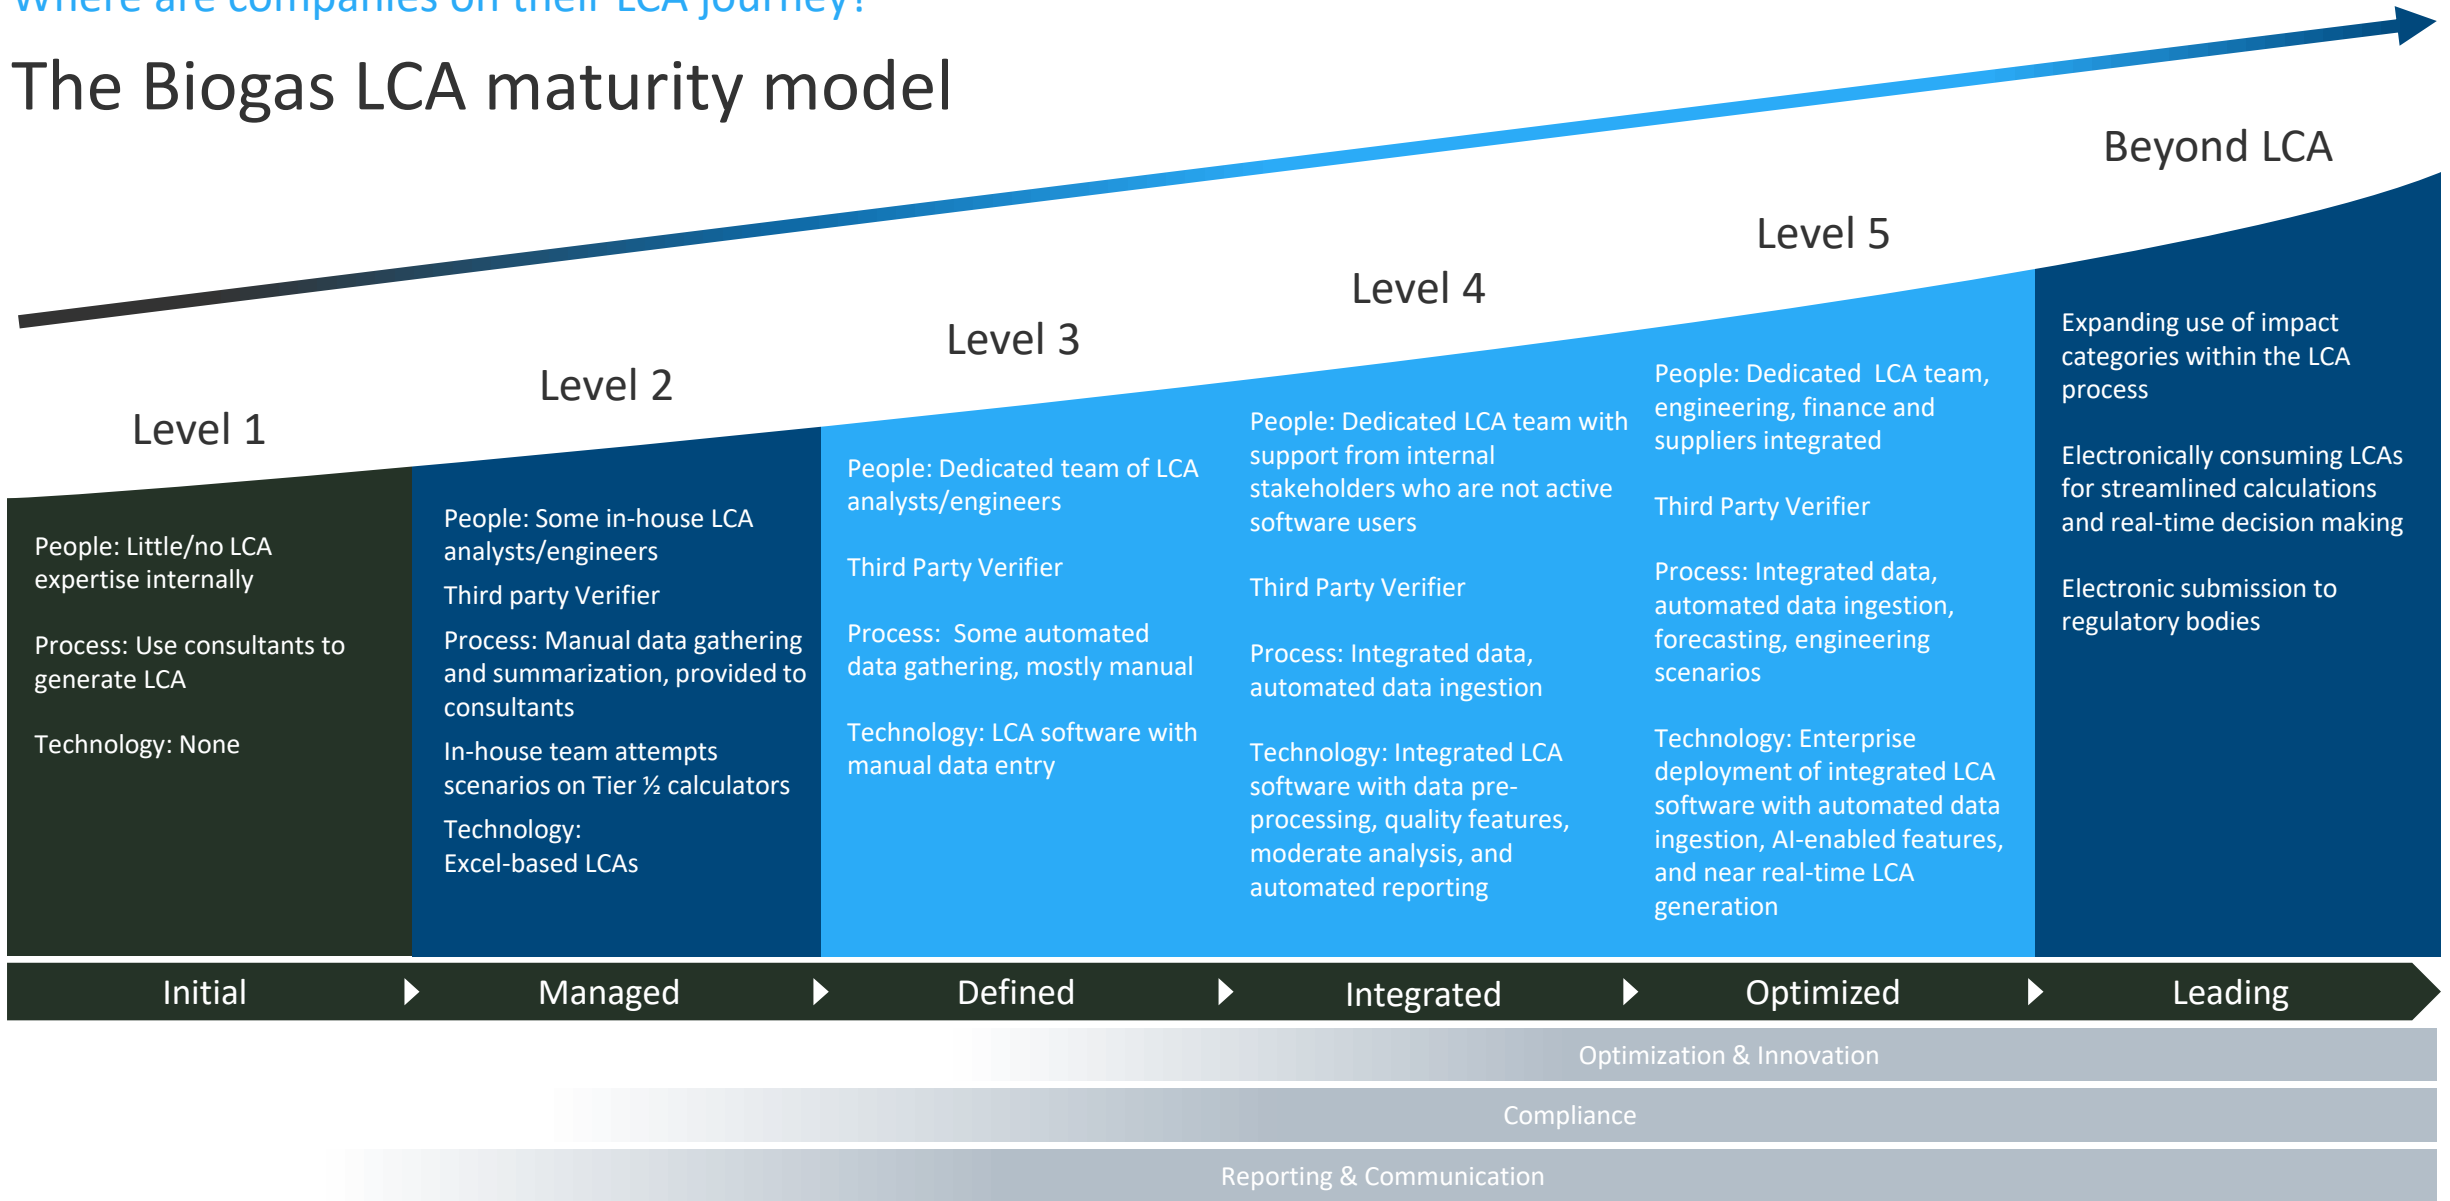 Where are companies on their LCA journey?
The Biogas LCA maturity model
Level 1
People: Little/no LCA
expertise internally
Process: Use consultants to
generate LCA
Technology: None
Level 2
People: Some in-house LCA
analysts/engineers
Third party Verifier
Process: Manual data gathering
and summarization, provided to
consultants
In-house team attempts
scenarios on Tier ½ calculators
Technology:
Excel-based LCAs
Level 3
People: Dedicated team of LCA
analysts/engineers
Third Party Verifier
Process: Some automated
data gathering, mostly manual
Technology: LCA software with
manual data entry
Level 4
People: Dedicated LCA team with
support from internal
stakeholders who are not active
software users
Third Party Verifier
Process: Integrated data,
automated data ingestion
Technology: Integrated LCA
software with data pre-
processing, quality features,
moderate analysis, and
automated reporting
Level 5
People: Dedicated LCA team,
engineering, finance and
suppliers integrated
Third Party Verifier
Process: Integrated data,
automated data ingestion,
forecasting, engineering
scenarios
Technology: Enterprise
deployment of integrated LCA
software with automated data
ingestion, AI-enabled features,
and near real-time LCA
generation
Beyond LCA
Expanding use of impact
categories within the LCA
process
Electronically consuming LCAs
for streamlined calculations
and real-time decision making
Electronic submission to
regulatory bodies
Initial
Managed
Defined
Integrated
Optimized
Leading
Optimization & Innovation
Compliance
Reporting & Communication